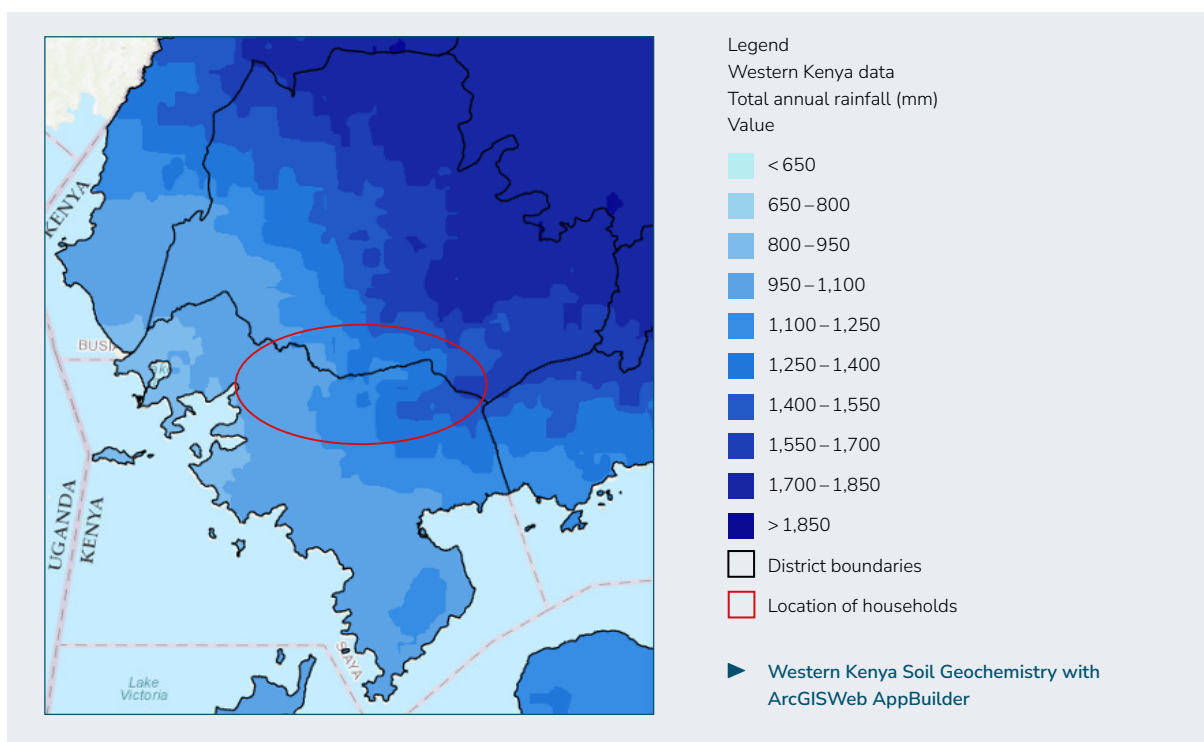 KENYA
BUSIA
UGANDA
KENYA
SIAYA
Lake
Victoria
Legend
Western Kenya data
Total annual rainfall (mm)
Value
< 650
650 – 800
800 – 950
950 – 1,100
1,100 – 1,250
1,250 – 1,400
1,400 – 1,550
1,550 – 1,700
1,700 – 1,850
> 1,850
District boundaries
Location of households
Western Kenya Soil Geochemistry with
ArcGISWeb AppBuilder